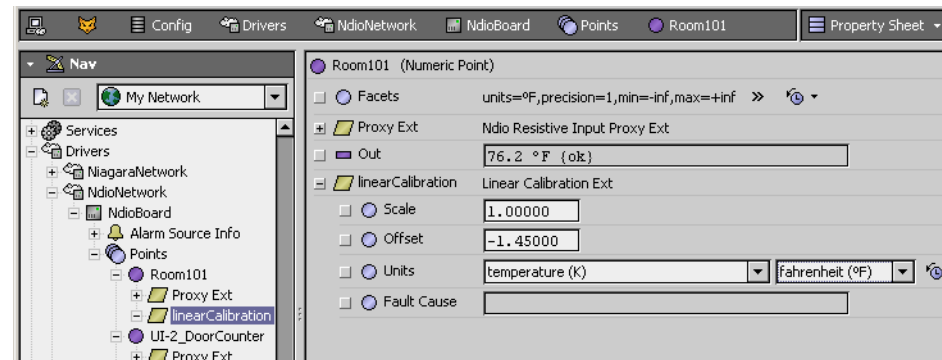 Config Drivers NdioNetwork NdioBoard Points Room101 Property Sheet
Nav
My Network
Services
Drivers
NiagaraNetwork
NdioNetwork
NdioBoard
Alarm Source Info
Points
Room101
Proxy Ext
linearCalibration
UI-2_DoorCounter
Proxy Ext
Room101 (Numeric Point)
Facets units=ºF,precision=1,min=-inf,max=+inf »
Proxy Ext Ndio Resistive Input Proxy Ext
Out 76.2 °F {ok}
linearCalibration Linear Calibration Ext
Scale 1.00000
Offset -1.45000
Units temperature (K) fahrenheit (ºF)
Fault Cause